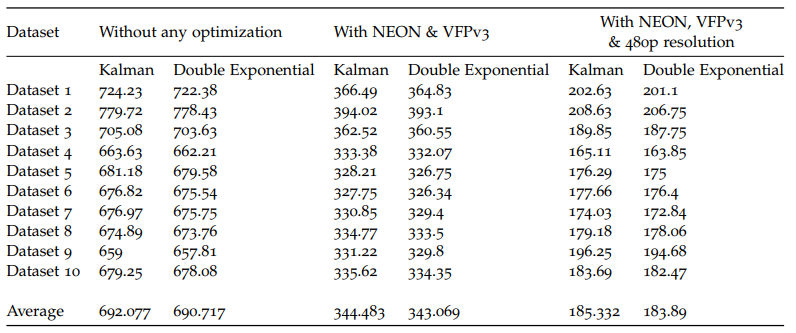 Dataset Without any optimization With NEON & VFPv3 With NEON, VFPv3
& 480p resolution
Kalman Double Exponential Kalman Double Exponential Kalman Double Exponential
Dataset 1 724.23 722.38 366.49 364.83 202.63 201.1
Dataset 2 779.72 778.43 394.02 393.1 208.63 206.75
Dataset 3 705.08 703.63 362.52 360.55 189.85 187.75
Dataset 4 663.63 662.21 333.38 332.07 165.11 163.85
Dataset 5 681.18 679.58 328.21 326.75 176.29 175
Dataset 6 676.82 675.54 327.75 326.34 177.66 176.4
Dataset 7 676.97 675.75 330.85 329.4 174.03 172.84
Dataset 8 674.89 673.76 334.77 333.5 179.18 178.06
Dataset 9 659 657.81 331.22 329.8 196.25 194.68
Dataset 10 679.25 678.08 335.62 334.35 183.69 182.47
Average 692.077 690.717 344.483 343.069 185.332 183.89